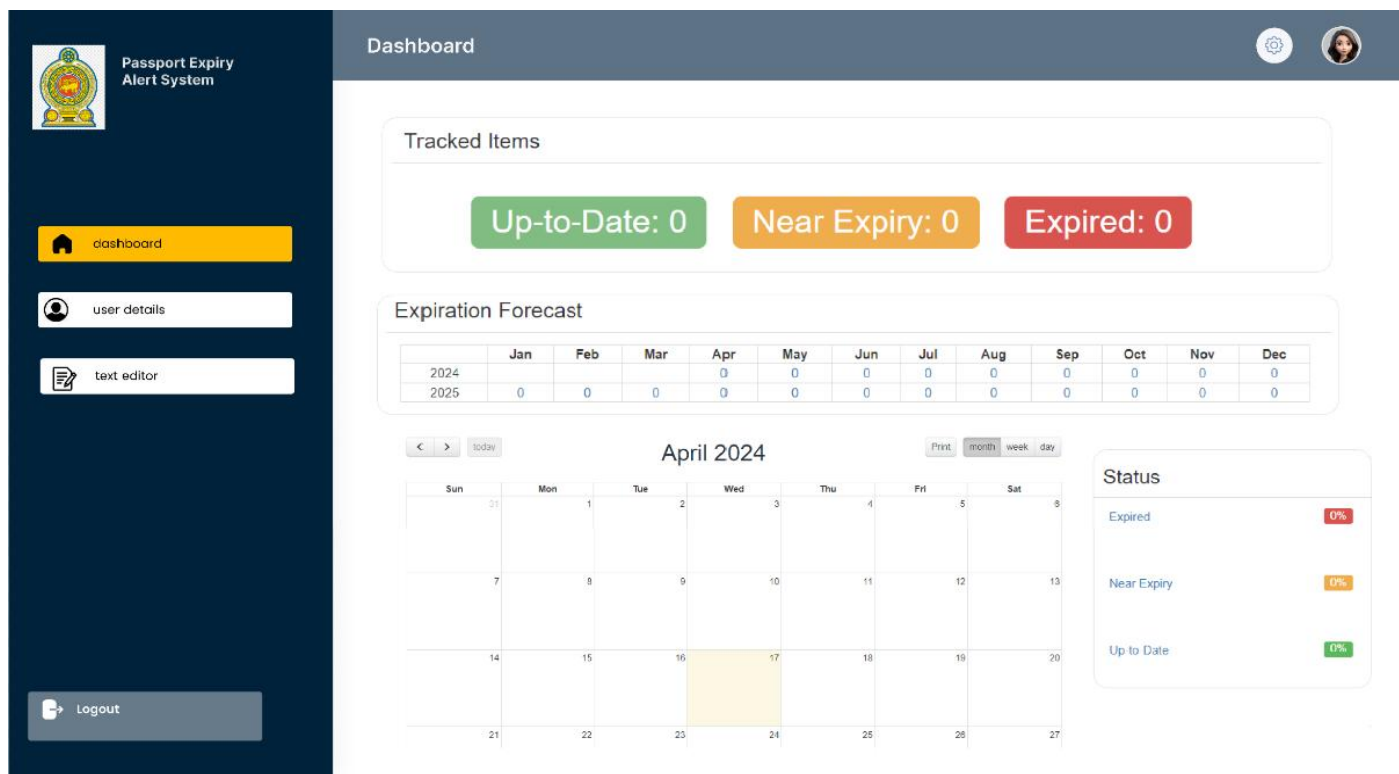 Passport Expiry
Alert System
Dashboard
dashboard
user details
text editor
Logout
Tracked Items
Up-to-Date: 0 Near Expiry: 0 Expired: 0
Expiration Forecast
Jan Feb Mar Apr May Jun Jul Aug Sep Oct Nov Dec
2024 0 0 0 0 0 0 0 0 0
2025 0 0 0 0 0 0 0 0 0 0 0 0
< > today April 2024 Print month week day
Sun Mon Tue Wed Thu Fri Sat
31 1 2 3 4 5 6
7 8 9 10 11 12 13
14 15 16 17 18 19 20
21 22 23 24 25 26 27
Status
Expired 0%
Near Expiry 0%
Up to Date 0%